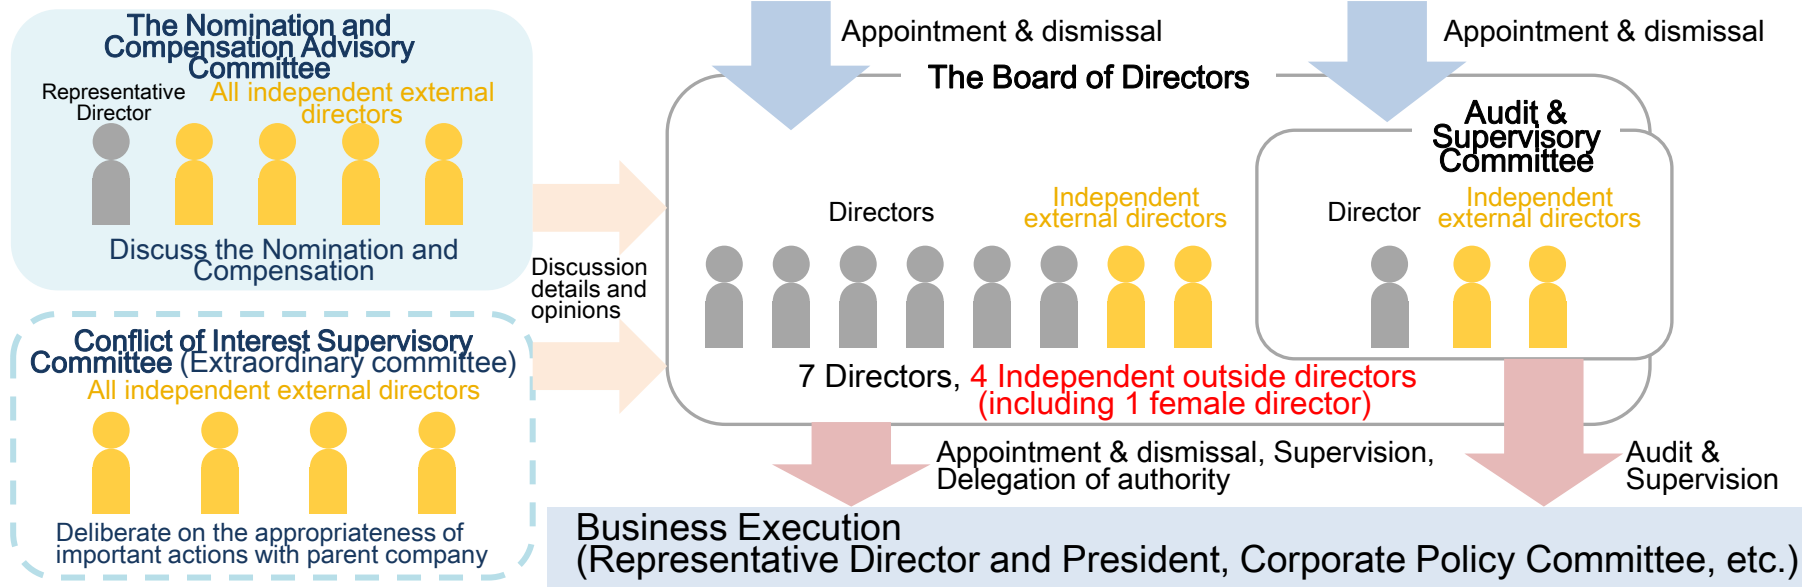 The Nomination and
Compensation Advisory
Committee
Representative
Director
All independent external
directors
Discuss the Nomination and
Compensation
Conflict of Interest Supervisory
Committee (Extraordinary committee)
All independent external directors
Deliberate on the appropriateness of
important actions with parent company
Discussion
details and
opinions
Appointment & dismissal
Appointment & dismissal
The Board of Directors
Audit &
Supervisory
Committee
Directors
Independent
external directors
Director
Independent
external directors
7 Directors, 4 Independent outside directors
(including 1 female director)
Appointment & dismissal, Supervision,
Delegation of authority
Audit &
Supervision
Business Execution
(Representative Director and President, Corporate Policy Committee, etc.)